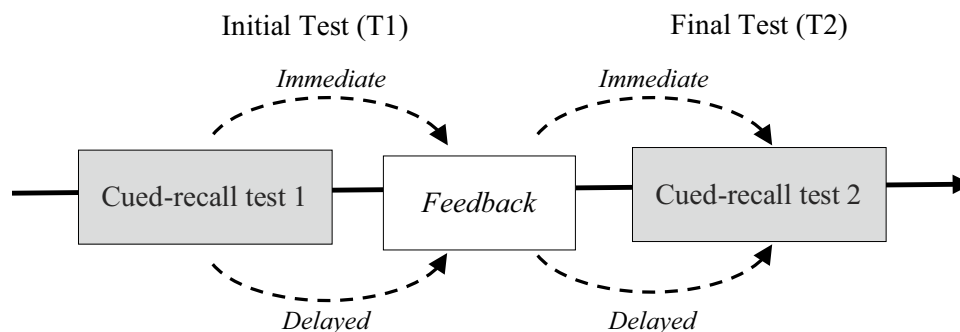 Initial Test (T1) Final Test (T2)
Immediate Immediate
Cued-recall test 1 Feedback Cued-recall test 2
Delayed Delayed